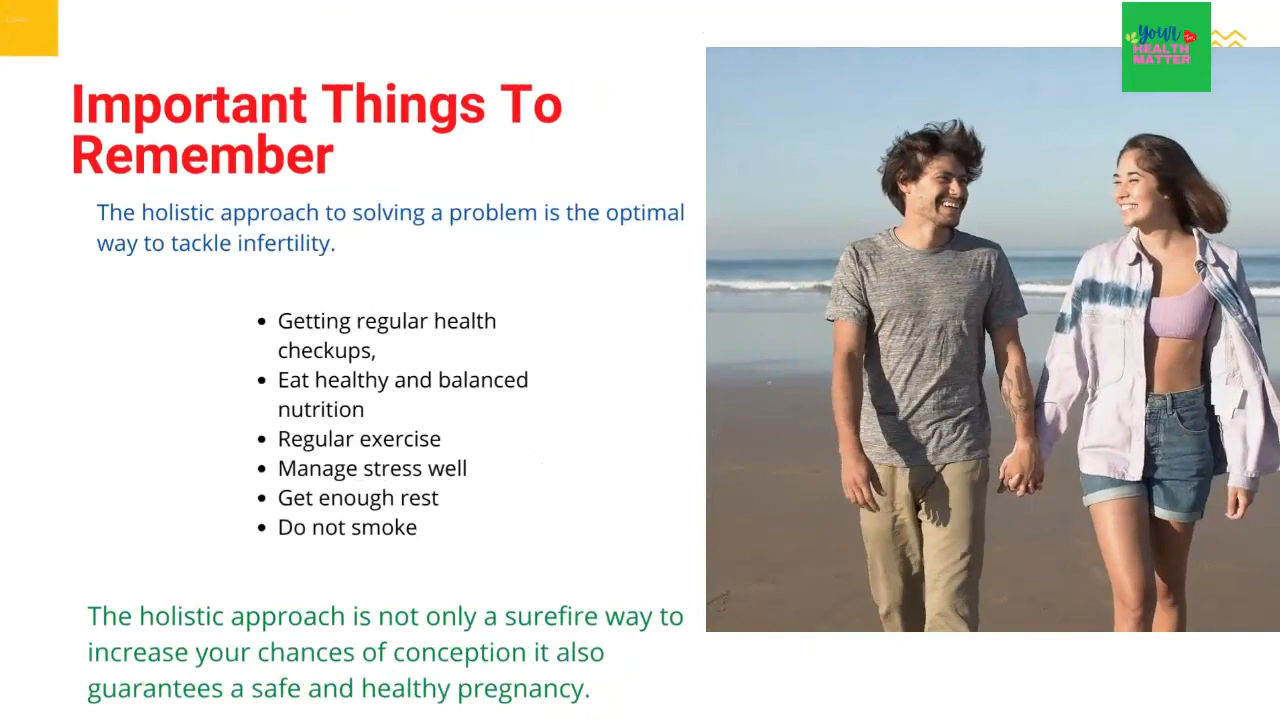 Your
HEALTH
MATTER
Important Things To
Remember
The holistic approach to solving a problem is the optimal
way to tackle infertility.
• Getting regular health
checkups,
• Eat healthy and balanced
nutrition
• Regular exercise
• Manage stress well
• Get enough rest
• Do not smoke
The holistic approach is not only a surefire way to
increase your chances of conception it also
guarantees a safe and healthy pregnancy.